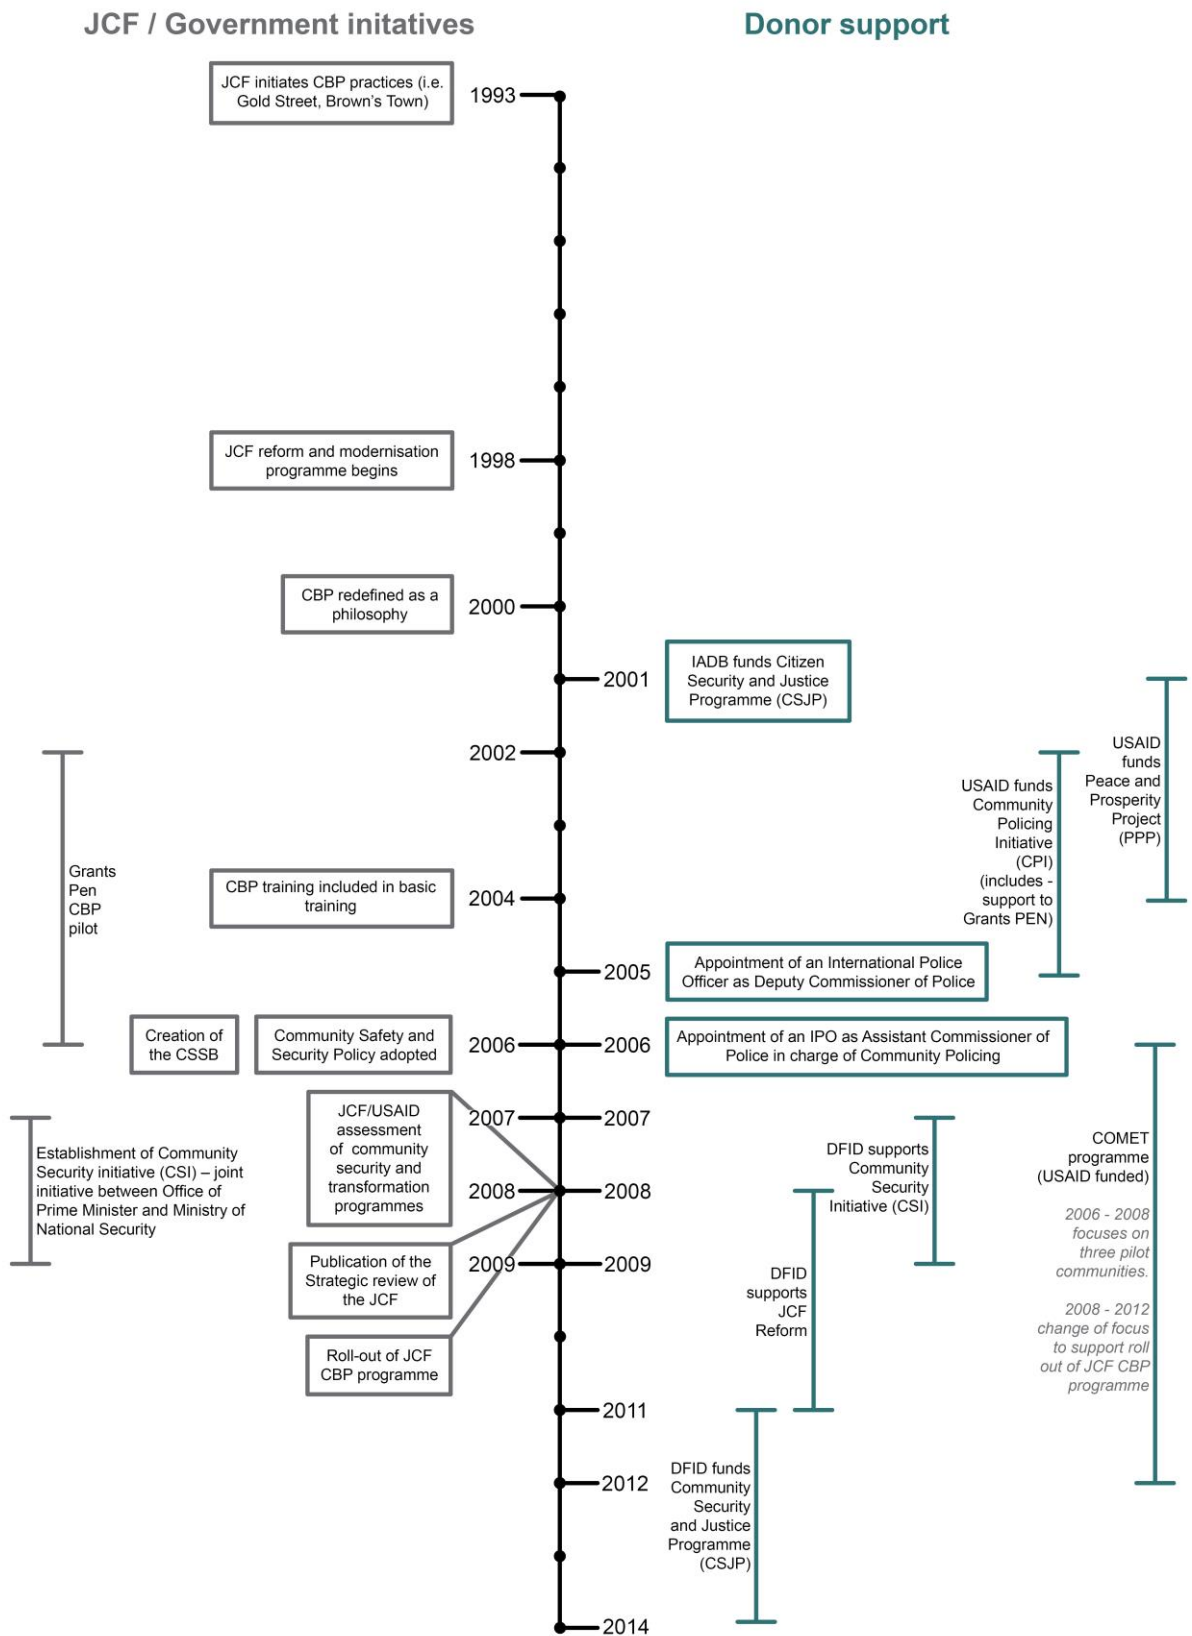 JCF / Government initatives
Donor support
JCF initiates CBP practices (i.e.
Gold Street, Brown's Town)
1993
JCF reform and modernisation
programme begins
1998
CBP redefined as a
philosophy
2000
2001
IADB funds Citizen
Security and Justice
Programme (CSJP)
USAID
funds
Peace and
Prosperity
Project
(PPP)
2002
USAID funds
Community
Policing
Initiative
(CPI)
(includes -
support to
Grants PEN)
Grants
Pen
CBP
pilot
CBP training included in basic
training
2004
2005
Appointment of an International Police
Officer as Deputy Commissioner of Police
Creation of
the CSSB
Community Safety and
Security Policy adopted
2006
2006
Appointment of an IPO as Assistant Commissioner of
Police in charge of Community Policing
JCF/USAID
assessment
of community
security and
transformation
programmes
2007
2007
Establishment of Community
Security initiative (CSI) – joint
initiative between Office of
Prime Minister and Ministry of
National Security
DFID supports
Community
Security
Initiative (CSI)
COMET
programme
(USAID funded)
2006 - 2008
focuses on
three pilot
communities.
2008 - 2012
change of focus
to support roll
out of JCF CBP
programme
2008
2008
Publication of the
Strategic review of
the JCF
2009
2009
DFID
supports
JCF
Reform
Roll-out of JCF
CBP programme
2011
2012
DFID funds
Community
Security
and Justice
Programme
(CSJP)
2014